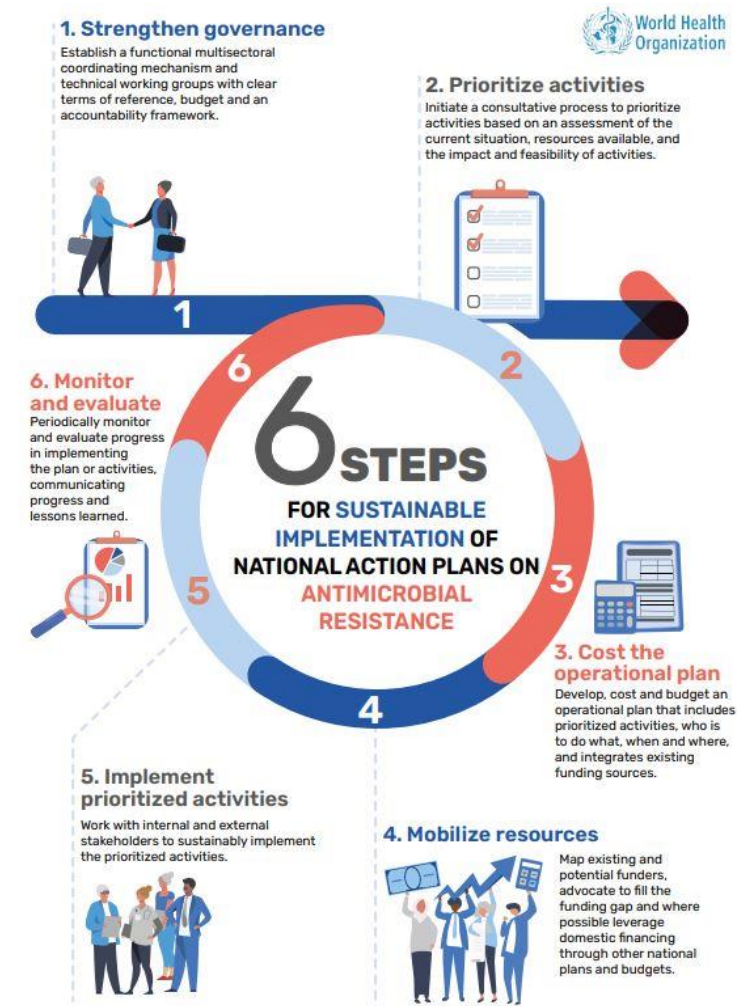 World Health
Organization
1. Strengthen governance
Establish a functional multisectoral
coordinating mechanism and
technical working groups with clear
terms of reference, budget and an
accountability framework.
2. Prioritize activities
Initiate a consultative process to prioritize
activities based on an assessment of the
current situation, resources available, and
the impact and feasibility of activities.
1
2
3
4
5
6
6 STEPS
FOR SUSTAINABLE
IMPLEMENTATION OF
NATIONAL ACTION PLANS ON
ANTIMICROBIAL
RESISTANCE
3. Cost the
operational plan
Develop, cost and budget an
operational plan that includes
prioritized activities, who is
to do what, when and where,
and integrates existing
funding sources.
4. Mobilize resources
Map existing and
potential funders,
advocate to fill the
funding gap and where
possible leverage
domestic financing
through other national
plans and budgets.
5. Implement
prioritized activities
Work with internal and external
stakeholders to sustainably implement
the prioritized activities.
6. Monitor
and evaluate
Periodically monitor
and evaluate progress
in implementing
the plan or activities,
communicating
progress and
lessons learned.